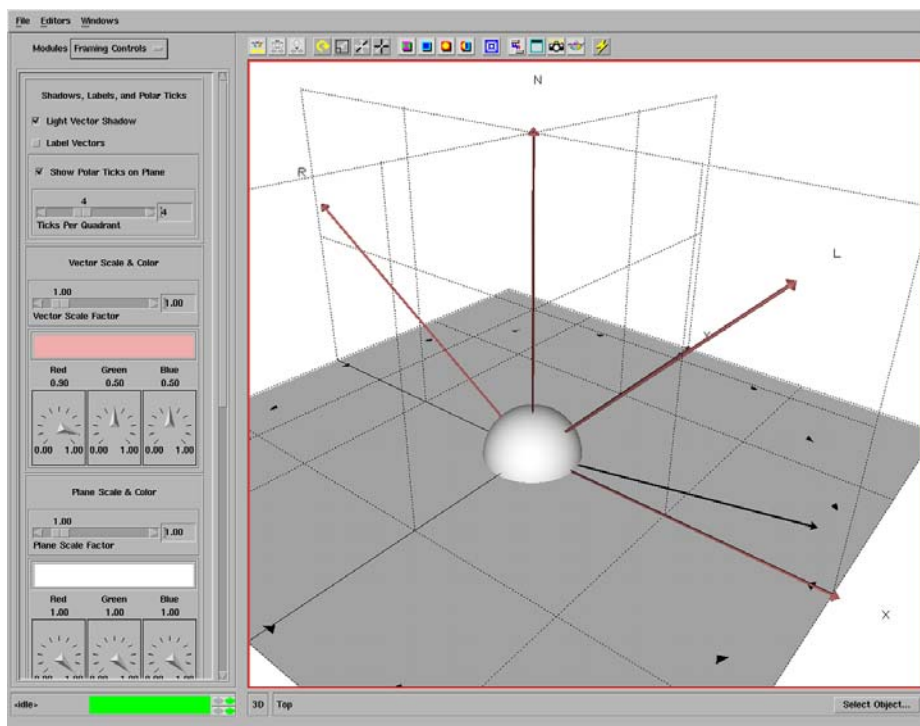 File Editors Windows
Modules Framing Controls
Shadows, Labels, and Polar Ticks
Light Vector Shadow
Label Vectors
Show Polar Ticks on Plane
4
4
Ticks Per Quadrant
Vector Scale & Color
1.00
1.00
Vector Scale Factor
Red Green Blue
0.90 0.50 0.50
0.00 1.00 0.00 1.00 0.00 1.00
Plane Scale & Color
1.00
1.00
Plane Scale Factor
Red Green Blue
1.00 1.00 1.00
N
R
L
Y
X
<idle>
3D Top
Select Object...